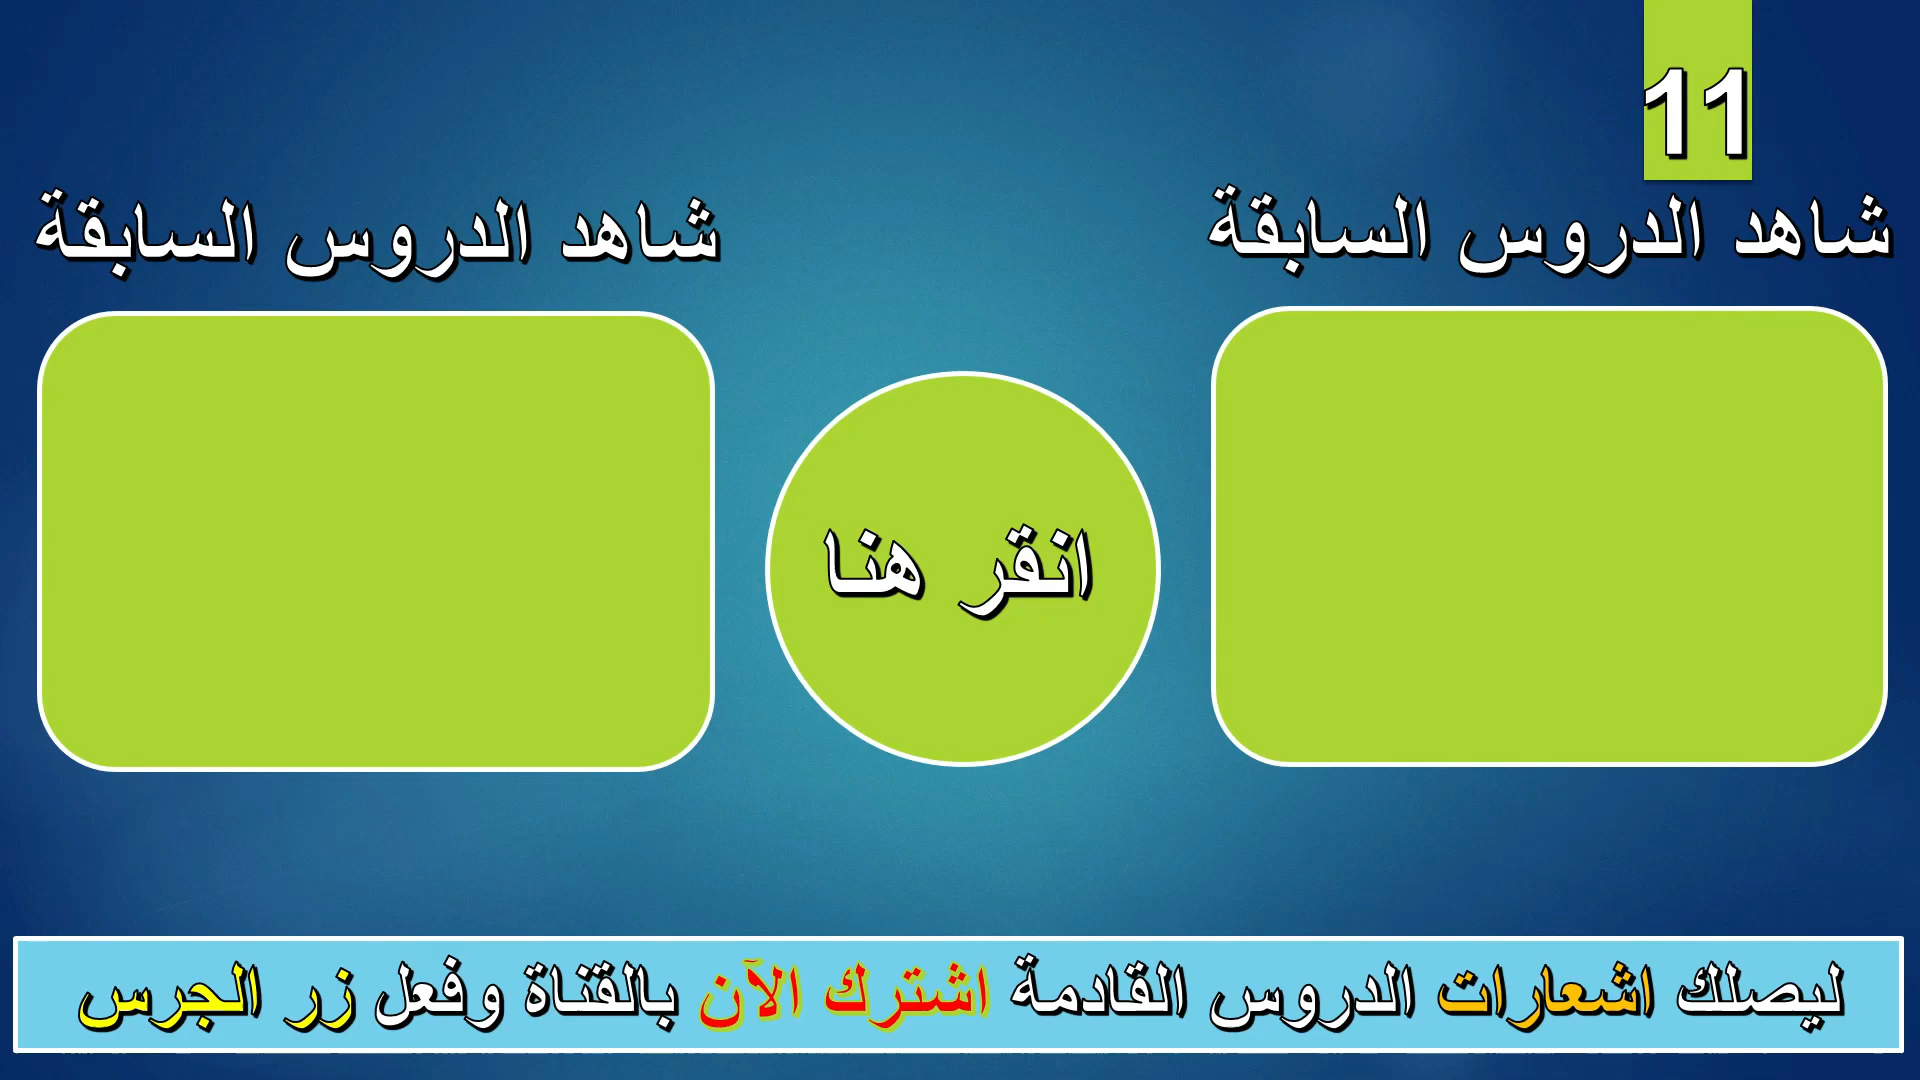 11
شاهد الدروس السابقة
شاهد الدروس السابقة
انقر هنا
ليصلك اشعارات الدروس القادمة اشترك الآن بالقناة وفعل زر الجرس